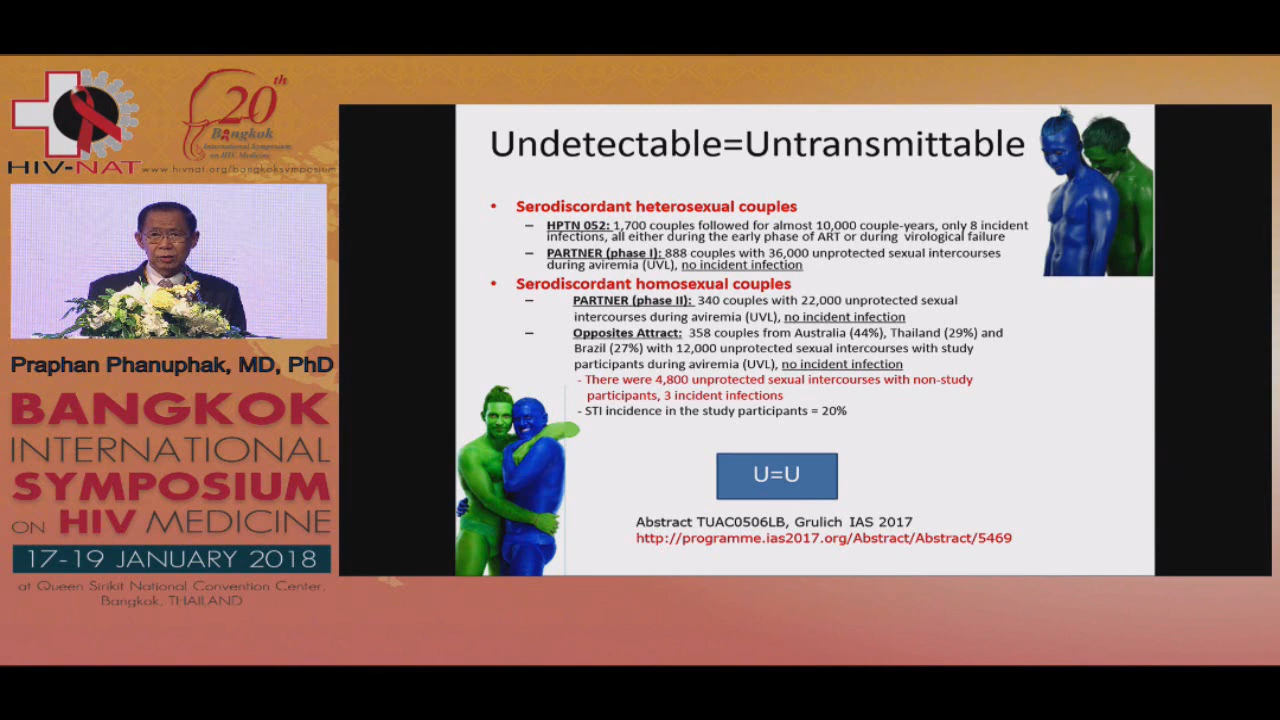 HIV-NAT
20th
Bangkok
International Symposium
on HIV Medicine
www.hivnat.org/bangkoksymposium
Praphan Phanuphak, MD, PhD
BANGKOK
INTERNATIONAL
SYMPOSIUM
ON HIV MEDICINE
17-19 JANUARY 2018
at Queen Sirikit National Convention Center,
Bangkok, THAILAND
Undetectable=Untransmittable
• Serodiscordant heterosexual couples
– HPTN 052: 1,700 couples followed for almost 10,000 couple-years, only 8 incident
infections, all either during the early phase of ART or during virological failure
– PARTNER (phase I): 888 couples with 36,000 unprotected sexual intercourses
during aviremia (UVL), no incident infection
• Serodiscordant homosexual couples
– PARTNER (phase II): 340 couples with 22,000 unprotected sexual
intercourses during aviremia (UVL), no incident infection
– Opposites Attract: 358 couples from Australia (44%), Thailand (29%) and
Brazil (27%) with 12,000 unprotected sexual intercourses with study
participants during aviremia (UVL), no incident infection
- There were 4,800 unprotected sexual intercourses with non-study
participants, 3 incident infections
- STI incidence in the study participants = 20%
U=U
Abstract TUAC0506LB, Grulich IAS 2017
http://programme.ias2017.org/Abstract/Abstract/5469